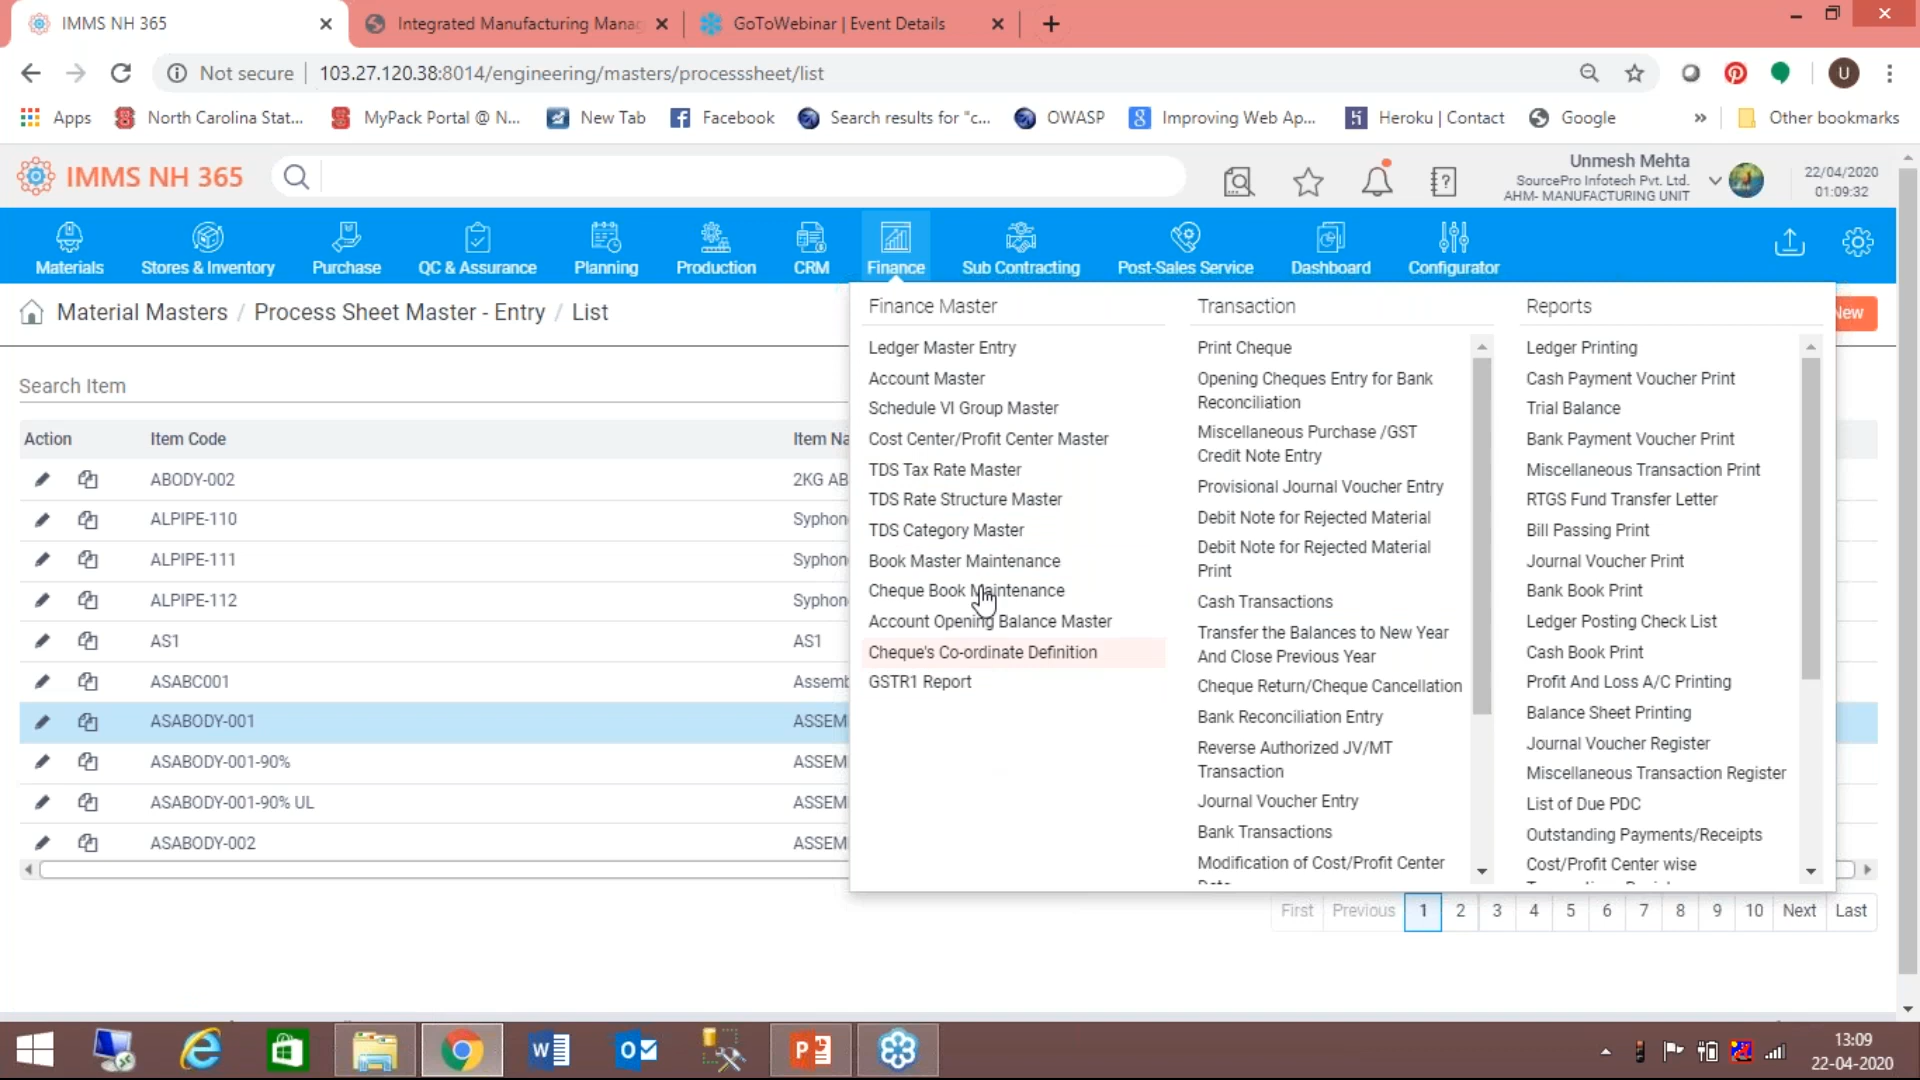 IMMS NH 365
Integrated Manufacturing Mana
GoToWebinar | Event Details
Not secure
103.27.120.38:8014/engineering/masters/processsheet/list
U
Apps
North Carolina Stat...
MyPack Portal @ N...
New Tab
Facebook
Search results for "c...
OWASP
Improving Web Ap...
Heroku | Contact
Google
»
Other bookmarks
IMMS NH 365
Unmesh Mehta
SourcePro Infotech Pvt. Ltd.
AHM- MANUFACTURING UNIT
22/04/2020
01:09:32
Materials
Stores & Inventory
Purchase
QC & Assurance
Planning
Production
CRM
Finance
Sub Contracting
Post-Sales Service
Dashboard
Configurator
Material Masters / Process Sheet Master - Entry / List
New
Search Item
Action
Item Code
Item Na
ABODY-002
2KG AB
ALPIPE-110
Syphon
ALPIPE-111
Syphon
ALPIPE-112
Syphon
AS1
AS1
ASABC001
Assemb
ASABODY-001
ASSEM
ASABODY-001-90%
ASSEM
ASABODY-001-90% UL
ASSEM
ASABODY-002
ASSEM
Finance Master
Ledger Master Entry
Account Master
Schedule VI Group Master
Cost Center/Profit Center Master
TDS Tax Rate Master
TDS Rate Structure Master
TDS Category Master
Book Master Maintenance
Cheque Book Maintenance
Account Opening Balance Master
Cheque's Co-ordinate Definition
GSTR1 Report
Transaction
Print Cheque
Opening Cheques Entry for Bank
Reconciliation
Miscellaneous Purchase /GST
Credit Note Entry
Provisional Journal Voucher Entry
Debit Note for Rejected Material
Debit Note for Rejected Material
Print
Cash Transactions
Transfer the Balances to New Year
And Close Previous Year
Cheque Return/Cheque Cancellation
Bank Reconciliation Entry
Reverse Authorized JV/MT
Transaction
Journal Voucher Entry
Bank Transactions
Modification of Cost/Profit Center
Reports
Ledger Printing
Cash Payment Voucher Print
Trial Balance
Bank Payment Voucher Print
Miscellaneous Transaction Print
RTGS Fund Transfer Letter
Bill Passing Print
Journal Voucher Print
Bank Book Print
Ledger Posting Check List
Cash Book Print
Profit And Loss A/C Printing
Balance Sheet Printing
Journal Voucher Register
Miscellaneous Transaction Register
List of Due PDC
Outstanding Payments/Receipts
Cost/Profit Center wise
First Previous 1 2 3 4 5 6 7 8 9 10 Next Last
13:09
22-04-2020